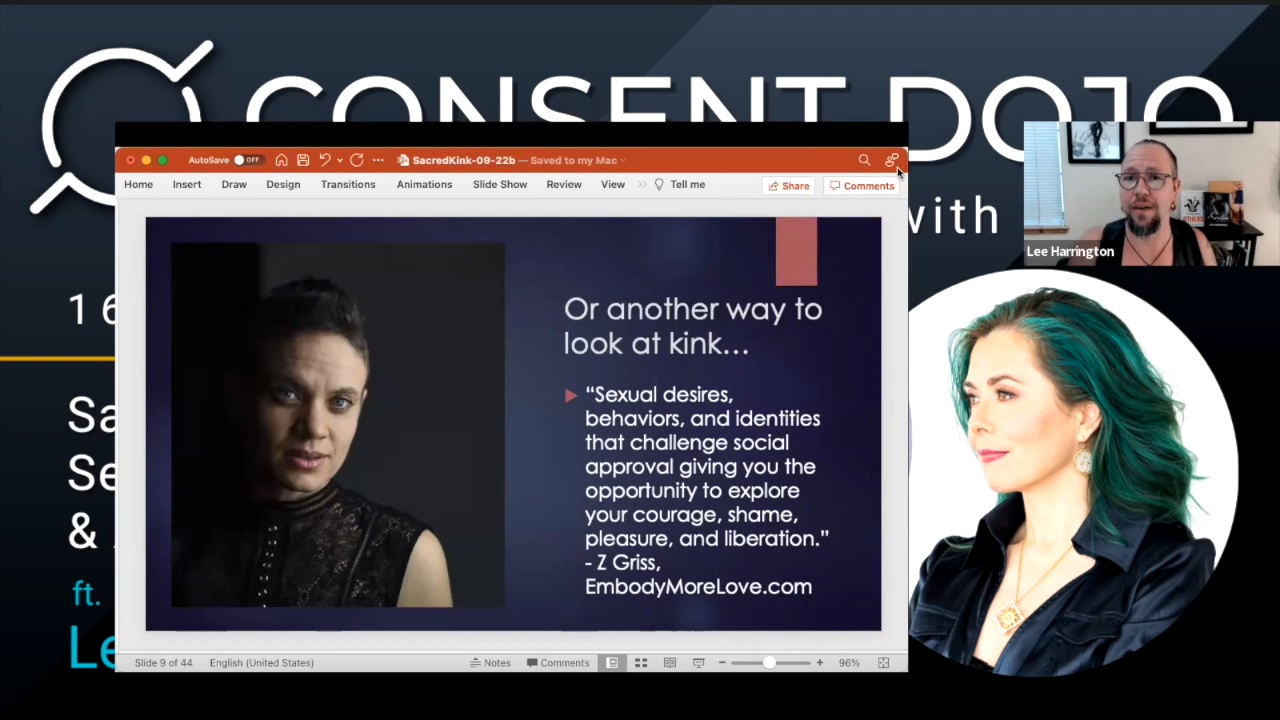 CONSENT DOJO
with
AutoSave OFF SacredKink-09-22b — Saved to my Mac
Home Insert Draw Design Transitions Animations Slide Show Review View Tell me Share Comments
Lee Harrington
Or another way to
look at kink...
“Sexual desires,
behaviors, and identities
that challenge social
approval giving you the
opportunity to explore
your courage, shame,
pleasure, and liberation.”
- Z Griss,
EmbodyMoreLove.com
16
Sa
Se
&
ft.
Le
Slide 9 of 44 English (United States) Notes Comments 96%